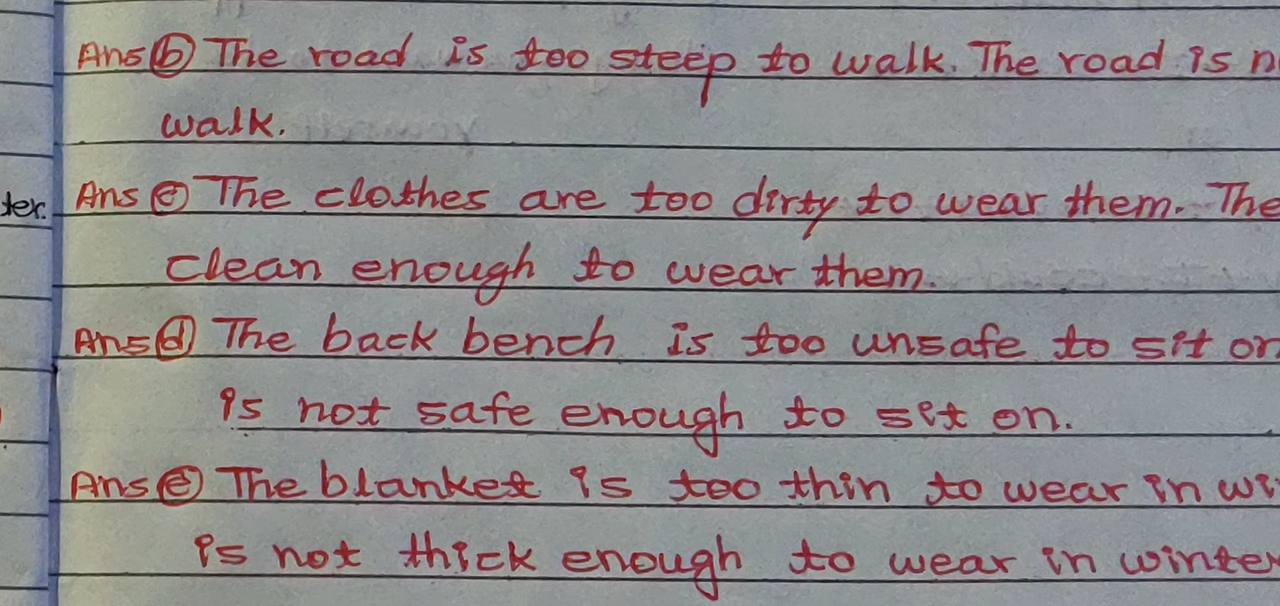 Ans (b) The road is too steep to walk. The road is n
walk.
ter.
Ans (c) The clothes are too dirty to wear them. The
clean enough to wear them.
Ans (d) The back bench is too unsafe to sit on
is not safe enough to sit on.
Ans (e) The blanket is too thin to wear in wi
is not thick enough to wear in winter